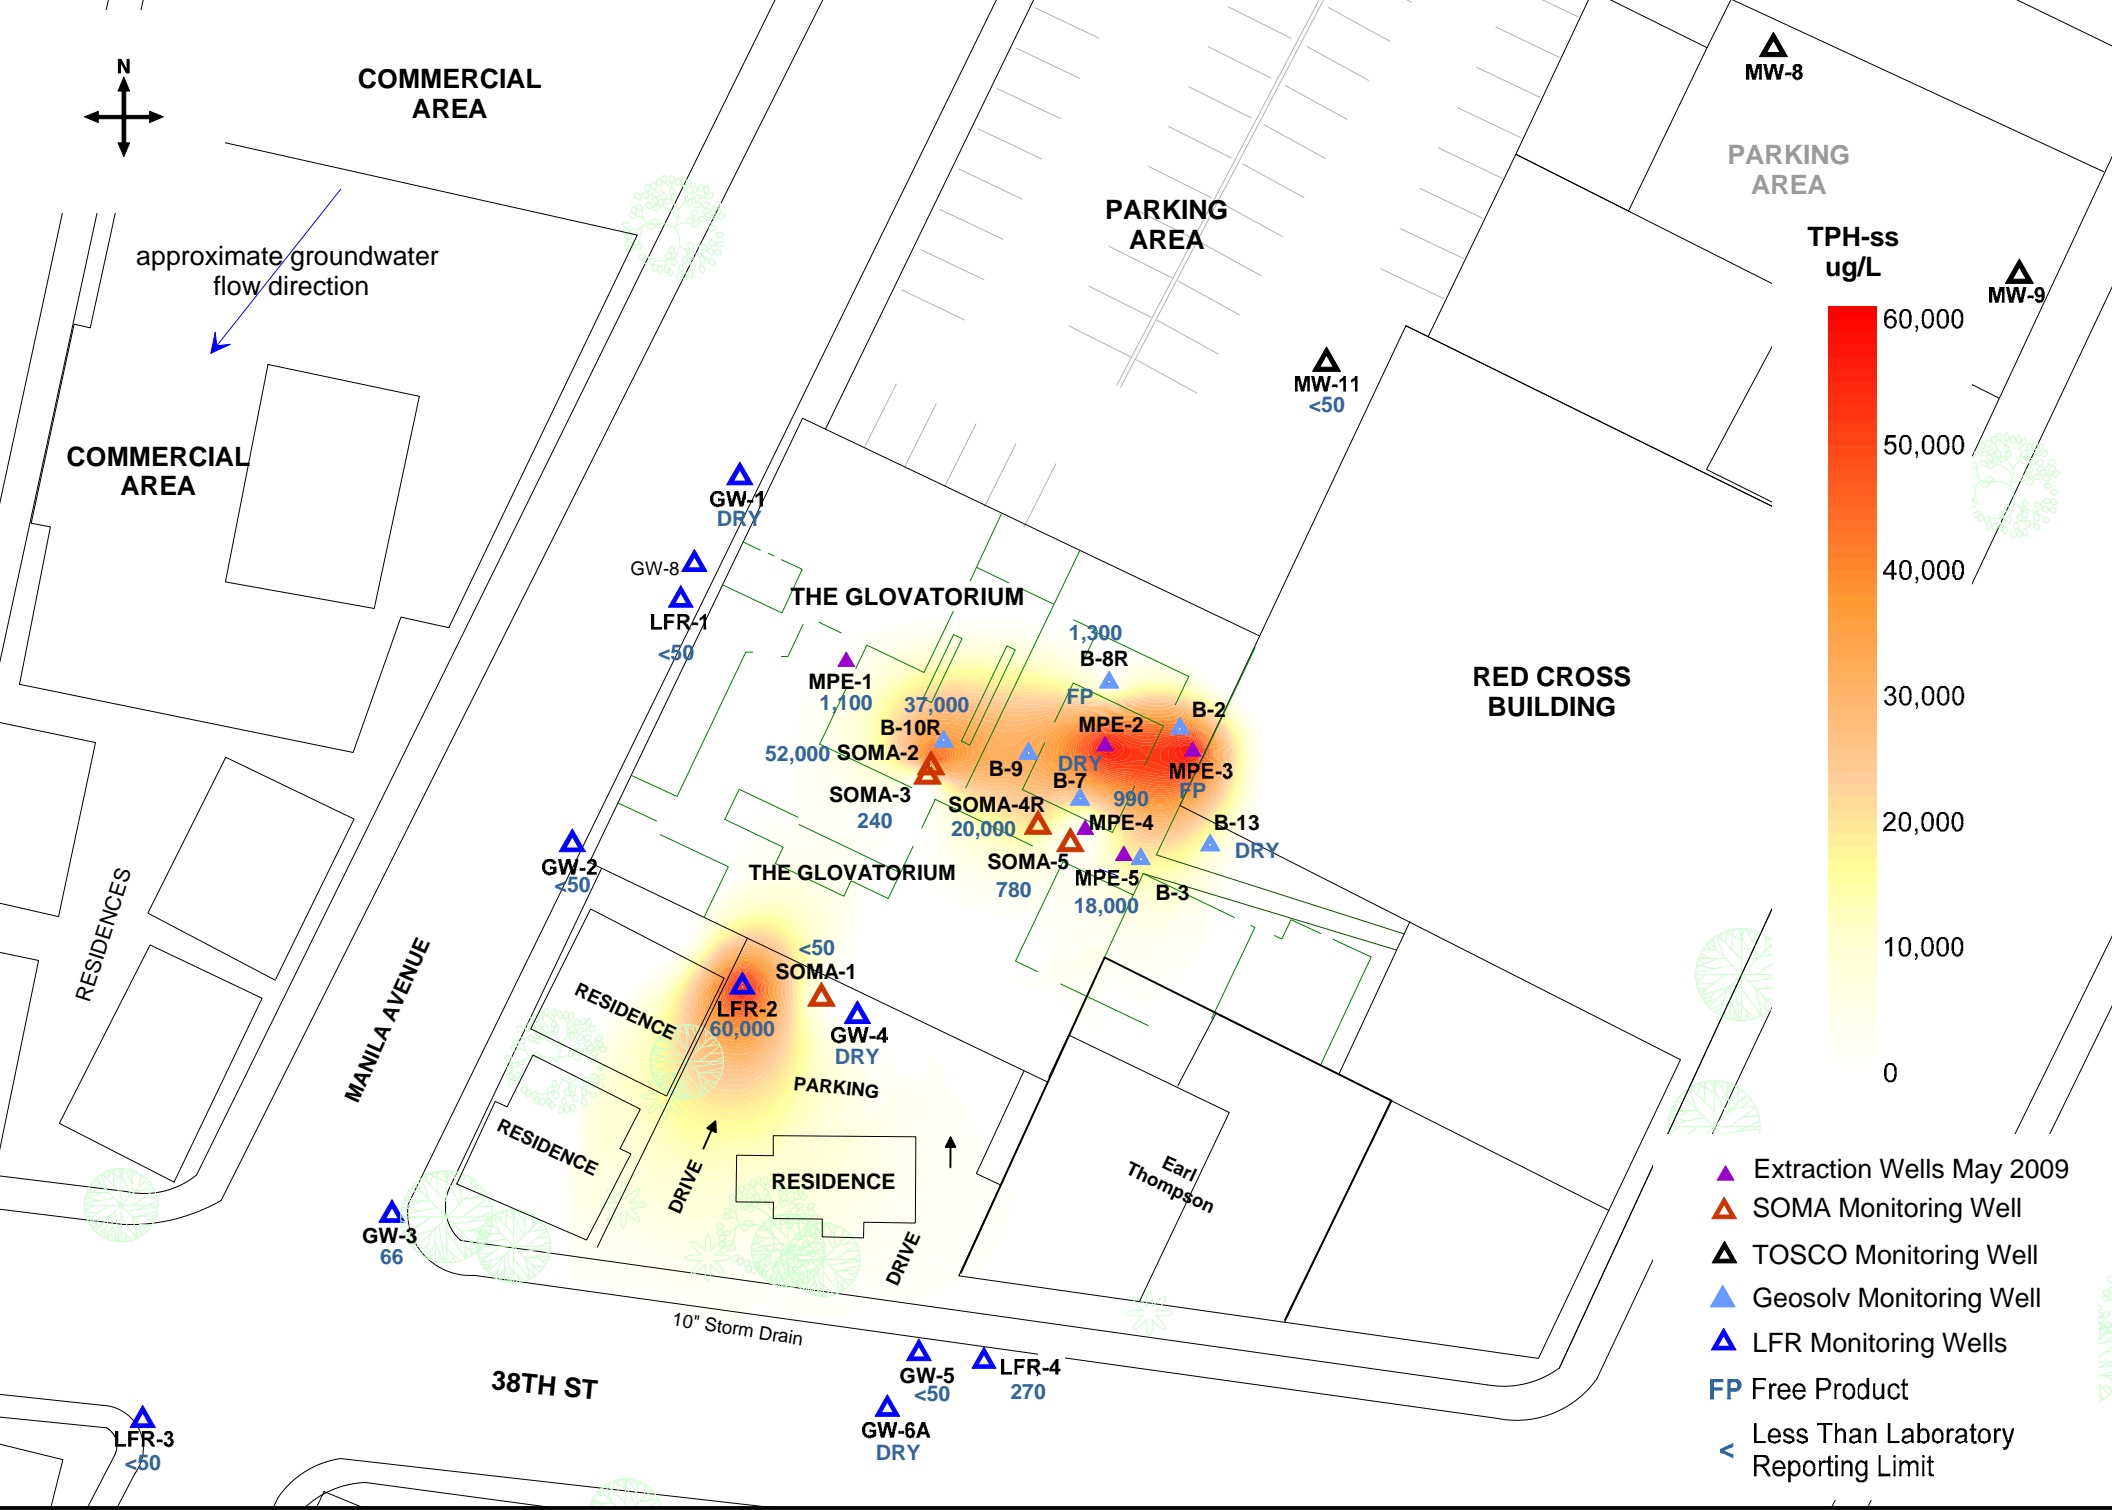 N
COMMERCIAL
AREA
MW-8
PARKING
AREA
PARKING
AREA
TPH-ss
ug/L
approximate groundwater
flow direction
MW-9
60,000
50,000
40,000
30,000
20,000
10,000
0
MW-11
<50
COMMERCIAL
AREA
GW-1
DRY
GW-8
LFR-1
<50
THE GLOVATORIUM
1,300
B-8R
FP
MPE-2
B-2
MPE-1
1,100
37,000
B-10R
52,000
SOMA-2
B-9
DRY
B-7
MPE-3
FP
SOMA-3
240
SOMA-4R
20,000
990
MPE-4
B-13
DRY
SOMA-5
780
MPE-5
18,000
B-3
RED CROSS
BUILDING
GW-2
<50
THE GLOVATORIUM
RESIDENCES
MANILA AVENUE
<50
SOMA-1
RESIDENCE
LFR-2
60,000
GW-4
DRY
PARKING
RESIDENCE
DRIVE
RESIDENCE
DRIVE
Earl
Thompson
GW-3
66
10" Storm Drain
38TH ST
GW-5
<50
LFR-4
270
GW-6A
DRY
LFR-3
<50
Extraction Wells May 2009
SOMA Monitoring Well
TOSCO Monitoring Well
Geosolv Monitoring Well
LFR Monitoring Wells
FP Free Product
< Less Than Laboratory
Reporting Limit